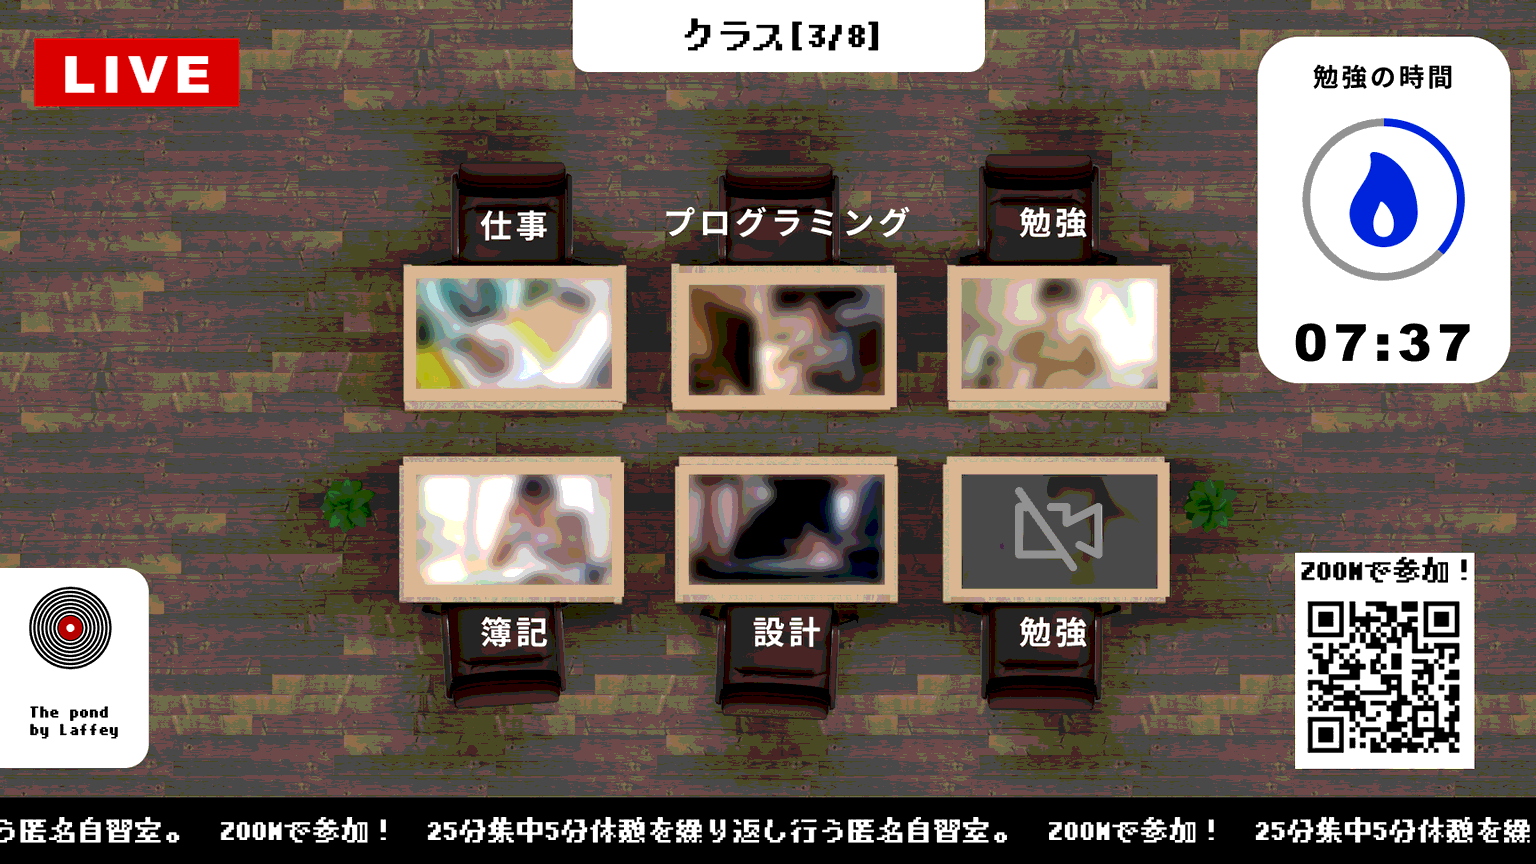 クラス[3/8]
LIVE
勉強の時間
07:37
仕事
プログラミング
勉強
簿記
設計
勉強
The pond
by Laffey
ZOOMで参加！
う匿名自習室。 ZOOMで参加！ 25分集中5分休憩を繰り返し行う匿名自習室。 ZOOMで参加！ 25分集中5分休憩を繰